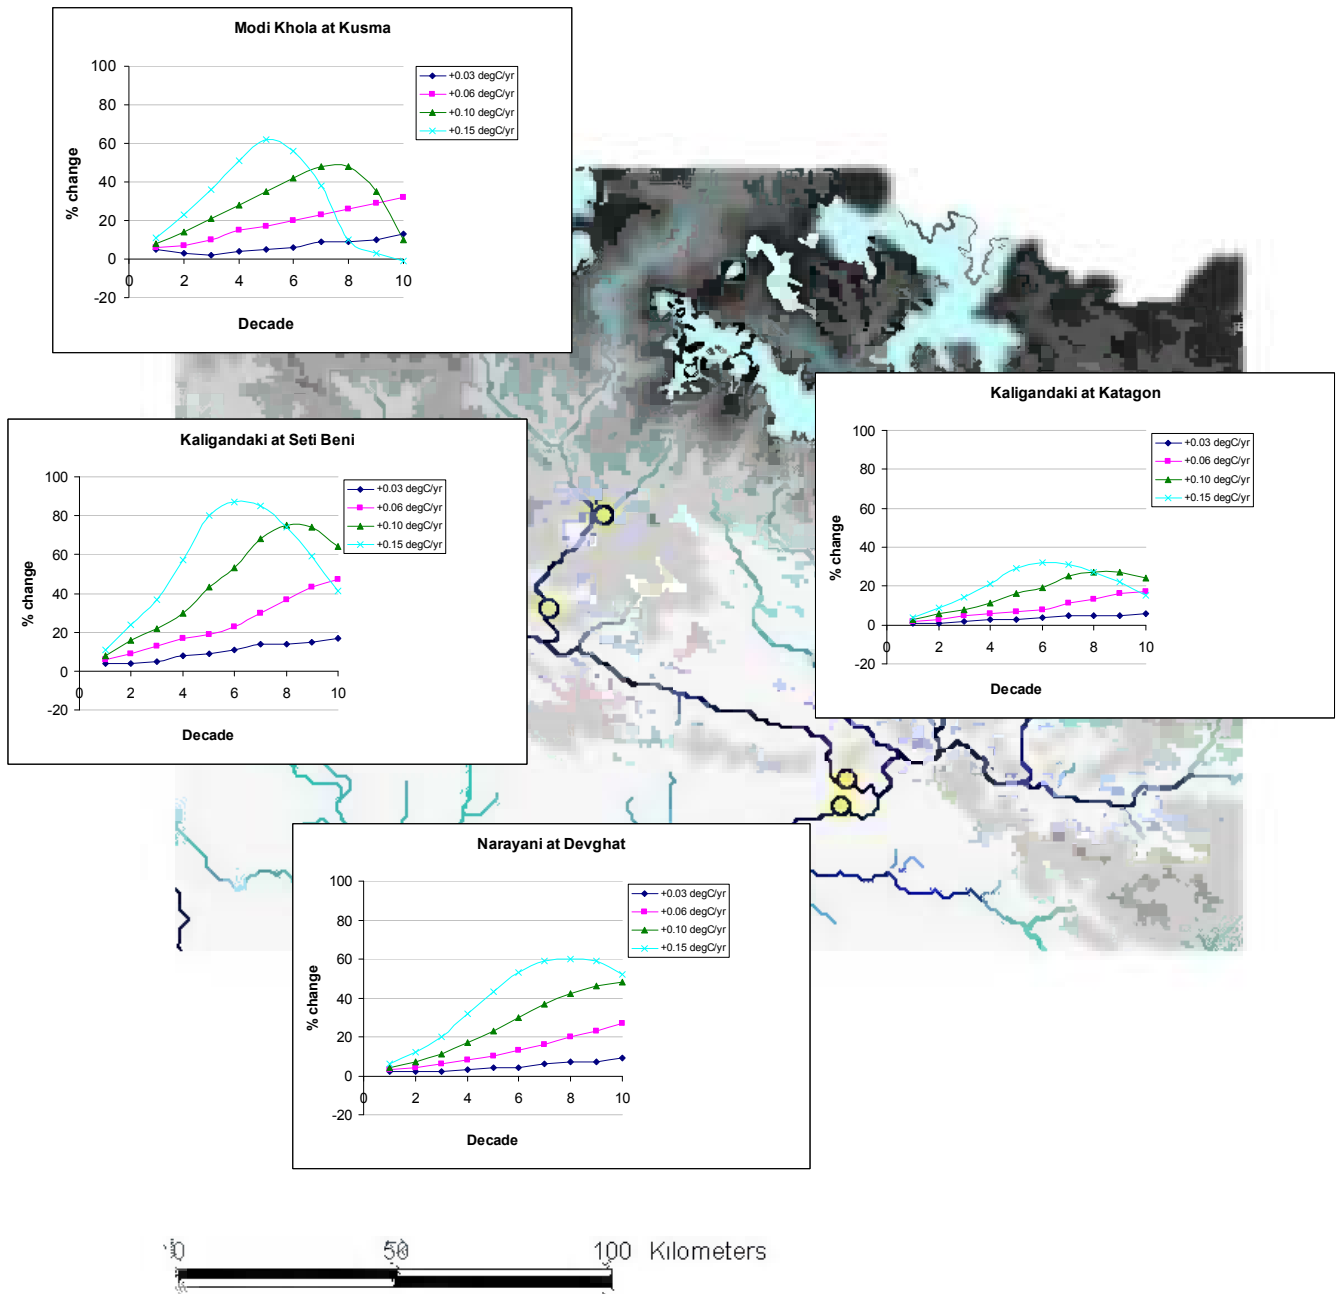 Modi Khola at Kusma
100
80
60
40
20
0
-20
0 2 4 6 8 10
% change
Decade
+0.03 degC/yr
+0.06 degC/yr
+0.10 degC/yr
+0.15 degC/yr
Kaligandaki at Katagon
100
80
60
40
20
0
-20
0 2 4 6 8 10
% change
Decade
+0.03 degC/yr
+0.06 degC/yr
+0.10 degC/yr
+0.15 degC/yr
Kaligandaki at Seti Beni
100
80
60
40
20
0
-20
0 2 4 6 8 10
% change
Decade
+0.03 degC/yr
+0.06 degC/yr
+0.10 degC/yr
+0.15 degC/yr
Narayani at Devghat
100
80
60
40
20
0
-20
0 2 4 6 8 10
% change
Decade
+0.03 degC/yr
+0.06 degC/yr
+0.10 degC/yr
+0.15 degC/yr
0 50 100 Kilometers